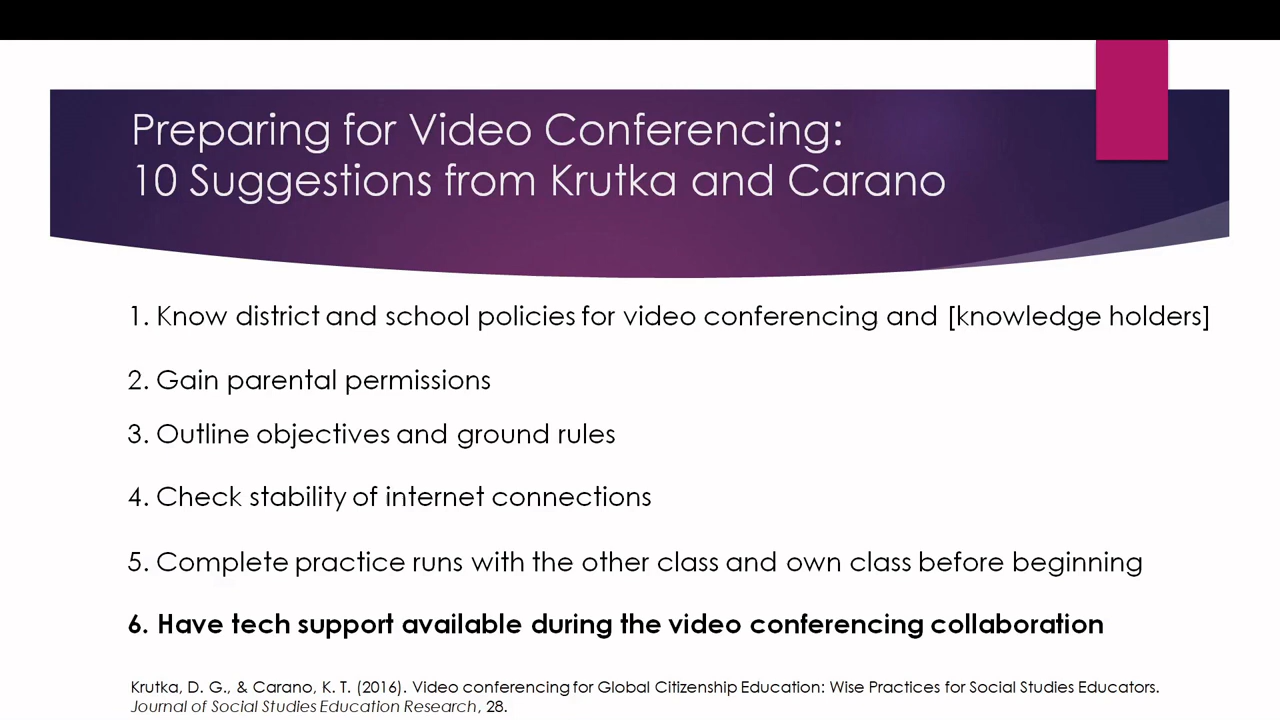 Preparing for Video Conferencing:
10 Suggestions from Krutka and Carano
1. Know district and school policies for video conferencing and [knowledge holders]
2. Gain parental permissions
3. Outline objectives and ground rules
4. Check stability of internet connections
5. Complete practice runs with the other class and own class before beginning
6. Have tech support available during the video conferencing collaboration
Krutka, D. G., & Carano, K. T. (2016). Video conferencing for Global Citizenship Education: Wise Practices for Social Studies Educators.
Journal of Social Studies Education Research, 28.